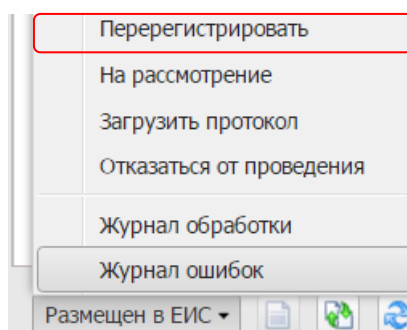 Перерегистрировать
На рассмотрение
Загрузить протокол
Отказаться от проведения
Журнал обработки
Журнал ошибок
Размещен в ЕИС